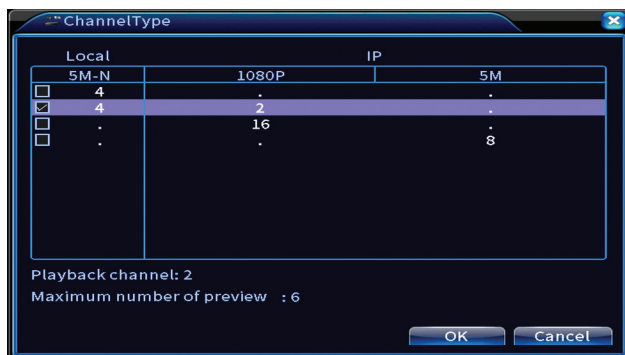 ChannelType
Local IP
5M-N 1080P 5M
4 . .
4 2 .
. 16 .
. . 8
Playback channel: 2
Maximum number of preview : 6
OK Cancel